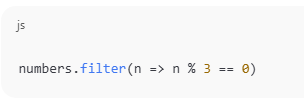 js
numbers.filter(n => n % 3 == 0)